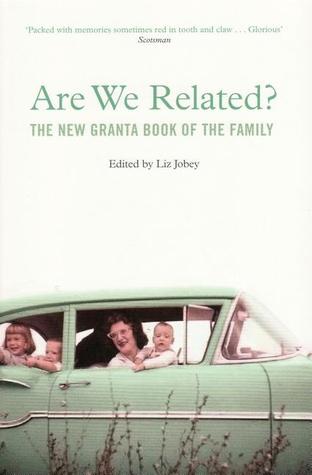 ‘Packed with memories sometimes red in tooth and claw . . . Glorious’
Scotsman
Are We Related?
THE NEW GRANTA BOOK OF THE FAMILY
Edited by Liz Jobey